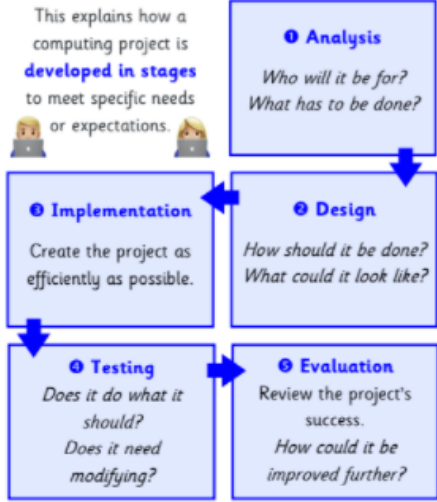 This explains how a
computing project is
developed in stages
to meet specific needs
or expectations.
❶ Analysis
Who will it be for?
What has to be done?
❷ Design
How should it be done?
What could it look like?
❸ Implementation
Create the project as
efficiently as possible.
❹ Testing
Does it do what it
should?
Does it need
modifying?
❺ Evaluation
Review the project's
success.
How could it be
improved further?